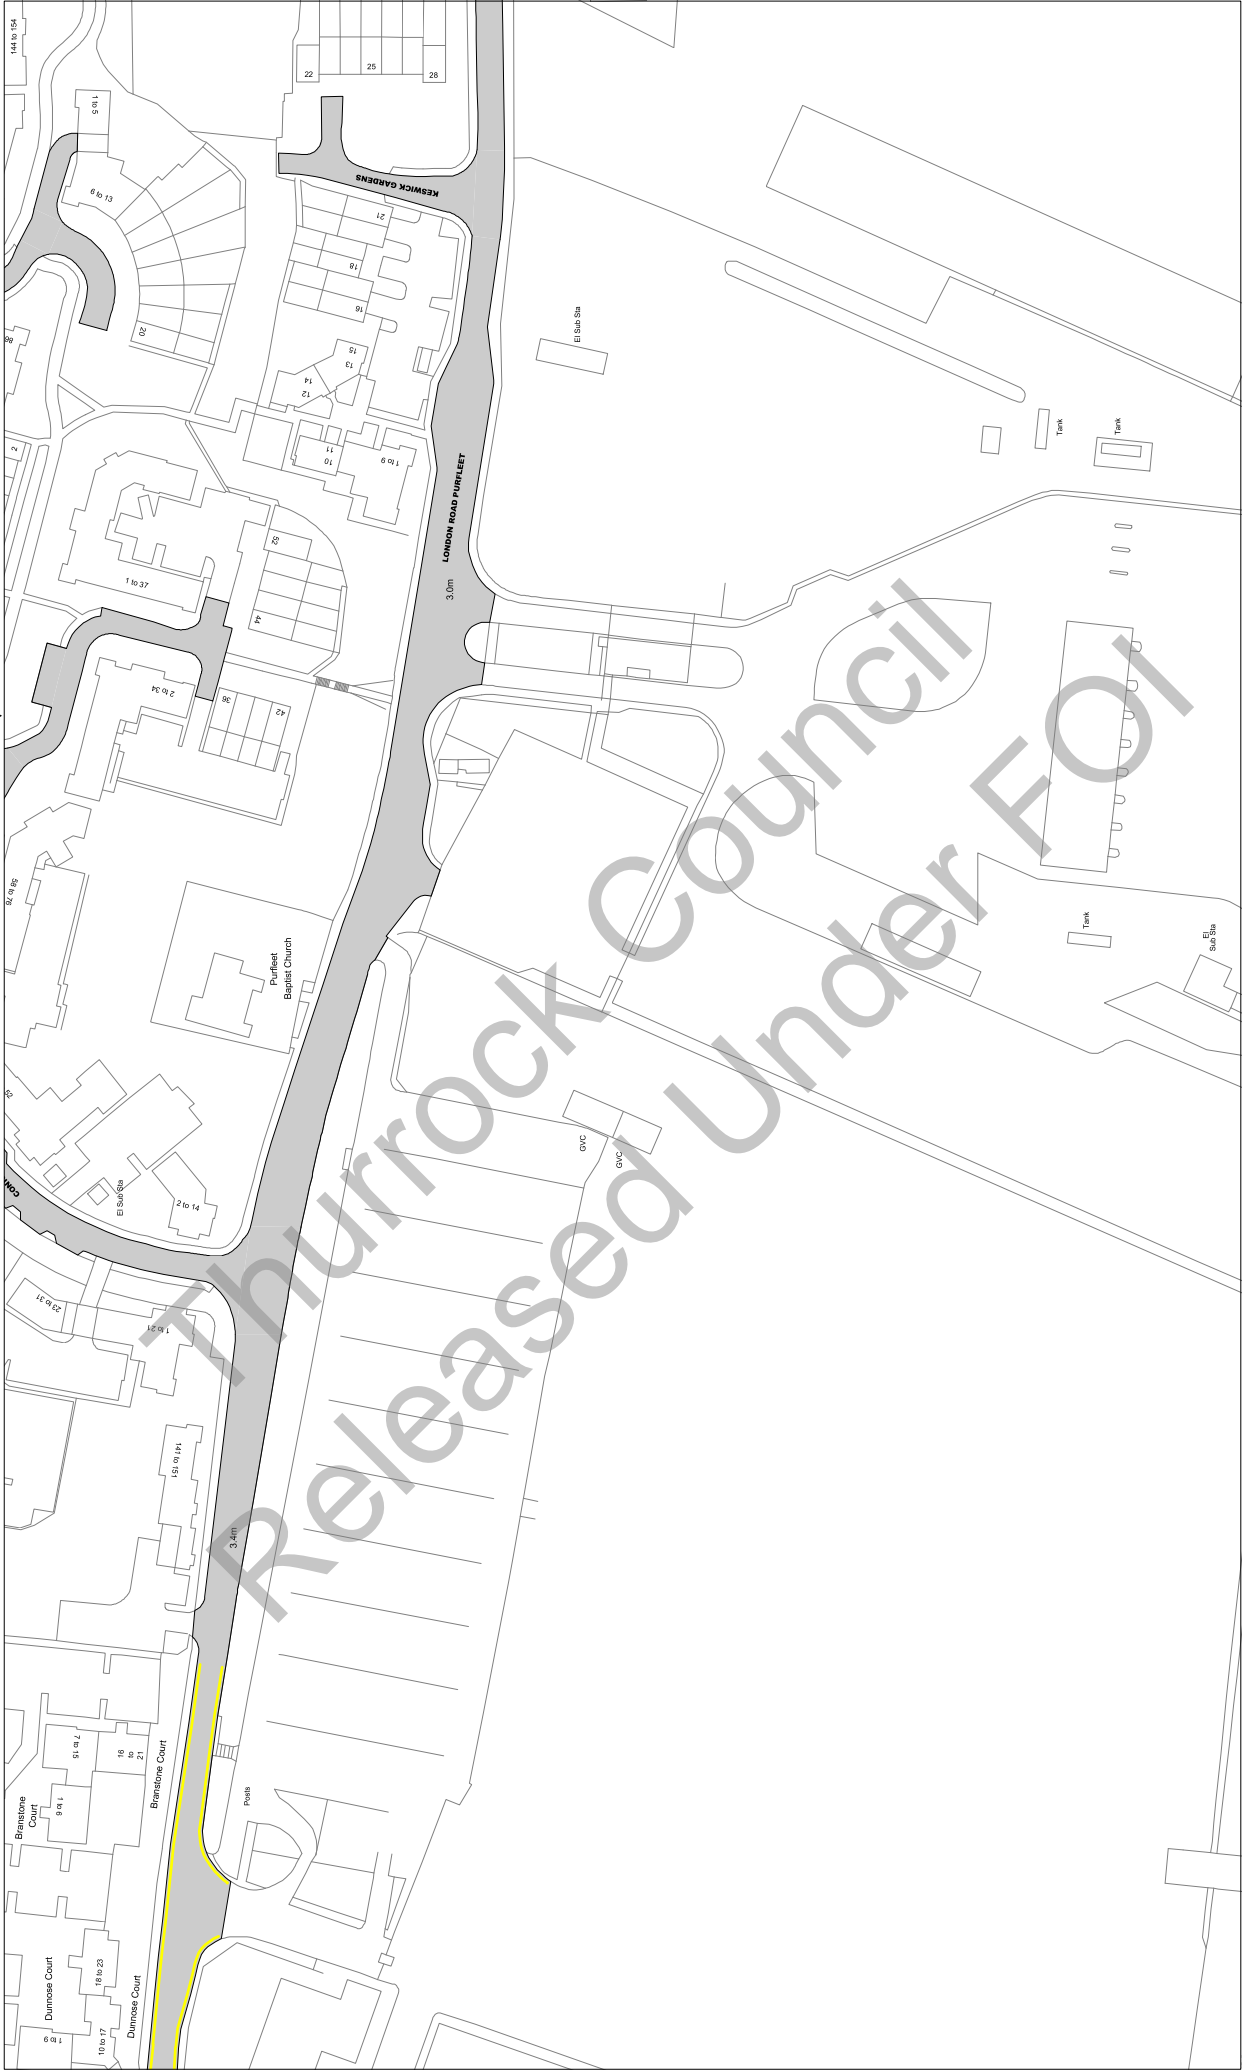 144 to 154
22
25
28
1 to 5
6 to 13
KESWICK GARDENS
21
18
16
20
15
13
14
12
El Sub Sta
86
2
11
10
1 to 9
Tank
Tank
LONDON ROAD PURFLEET
3.0m
52
44
1 to 37
2 to 34
36
42
58 to 76
Purfleet
Baptist Church
Tank
El
Sub Sta
52
El Sub Sta
2 to 14
GVC
GVC
23 to 31
1 to 21
141 to 151
3.4m
7 to 15
16
to
21
Branstone Court
1 to 6
Branstone
Court
Posts
18 to 23
Dunnose Court
Dunnose Court
10 to 17
1 to 9
Thurrock Council
Released Under FOI